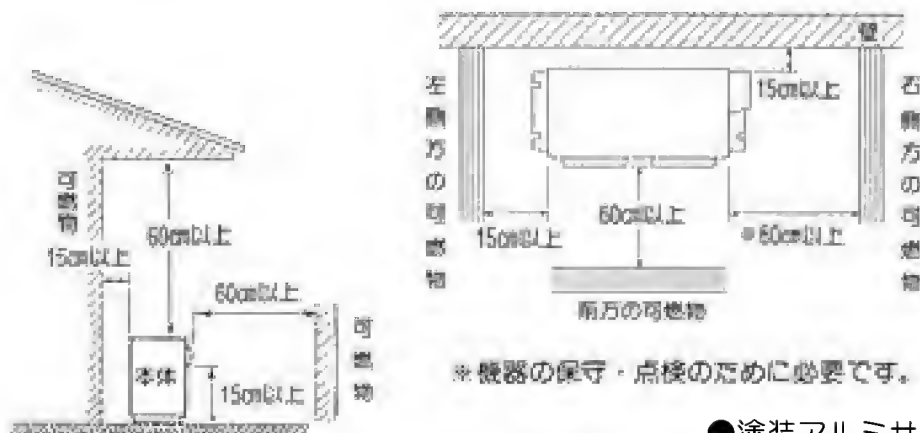 可燃物
60cm以上
15cm以上
60cm以上
本体
15cm以上
可燃物
壁
左側方の可燃物
15cm以上
右側方の可燃物
60cm以上
15cm以上
※60cm以上
前方の可燃物
※機器の保守・点検のために必要です。
●塗装アルミサ